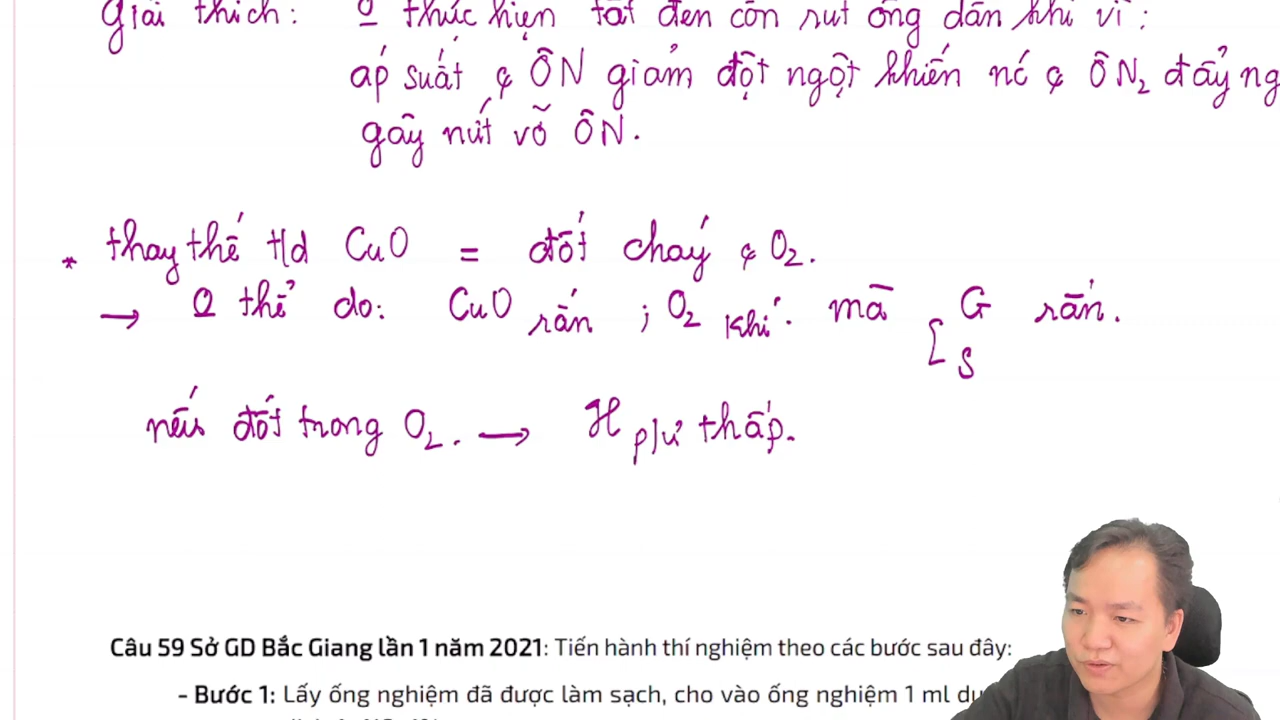 Giải thích: Q thực hiện tắt đèn cồn rút ống dẫn khí vì:
áp suất ¢ ÔN giảm đột ngột khiến nc ¢ ÔN2 đẩy ng
gây nứt vỡ ÔN.
* thay thế t/d CuO = đốt cháy ¢ O2.
→ Q thể do: CuO rắn ; O2 khí. mà [ G rắn.
S
nếu đốt trong O2. → H p/ư thấp.
Câu 59 Sở GD Bắc Giang lần 1 năm 2021: Tiến hành thí nghiệm theo các bước sau đây:
- Bước 1: Lấy ống nghiệm đã được làm sạch, cho vào ống nghiệm 1 ml